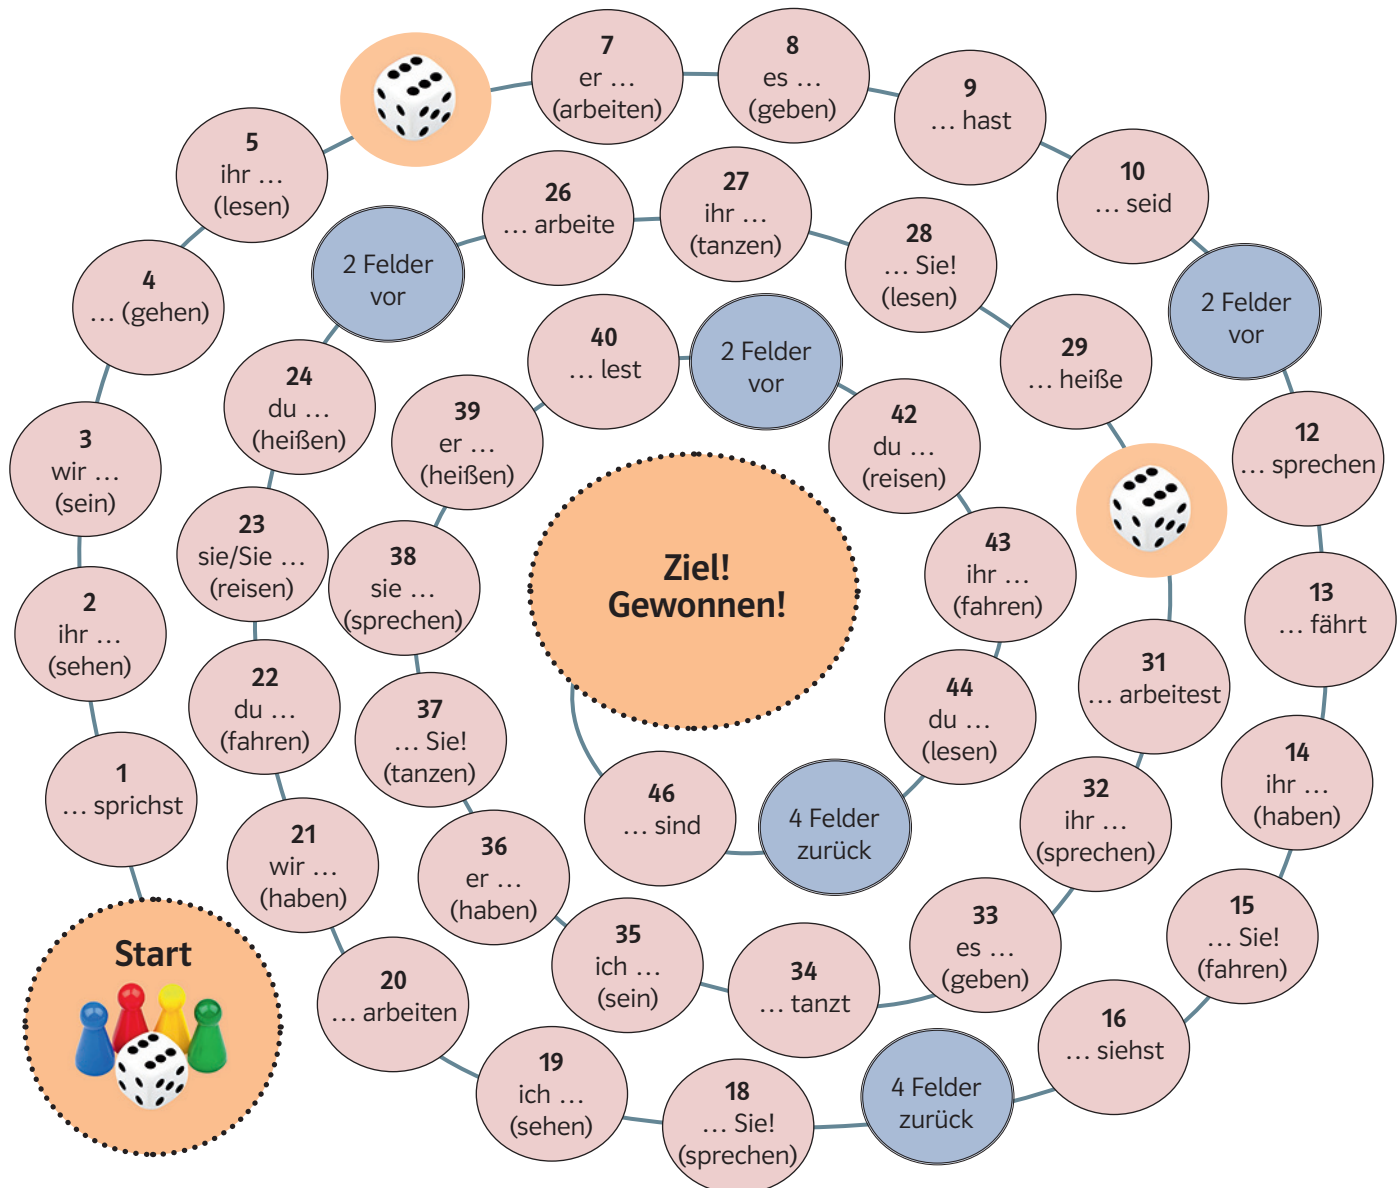 Start
1
… sprichst
2
ihr …
(sehen)
3
wir …
(sein)
4
… (gehen)
5
ihr …
(lesen)
7
er …
(arbeiten)
8
es …
(geben)
9
… hast
10
… seid
2 Felder
vor
12
… sprechen
13
… fährt
14
ihr …
(haben)
15
… Sie!
(fahren)
16
… siehst
4 Felder
zurück
18
… Sie!
(sprechen)
19
ich …
(sehen)
20
… arbeiten
21
wir …
(haben)
22
du …
(fahren)
23
sie/Sie …
(reisen)
24
du …
(heißen)
2 Felder
vor
26
… arbeite
27
ihr …
(tanzen)
28
… Sie!
(lesen)
29
… heiße
31
… arbeitest
32
ihr …
(sprechen)
33
es …
(geben)
34
… tanzt
35
ich …
(sein)
36
er …
(haben)
37
… Sie!
(tanzen)
38
sie …
(sprechen)
39
er …
(heißen)
40
… lest
2 Felder
vor
42
du …
(reisen)
43
ihr …
(fahren)
44
du …
(lesen)
4 Felder
zurück
46
… sind
Ziel!
Gewonnen!